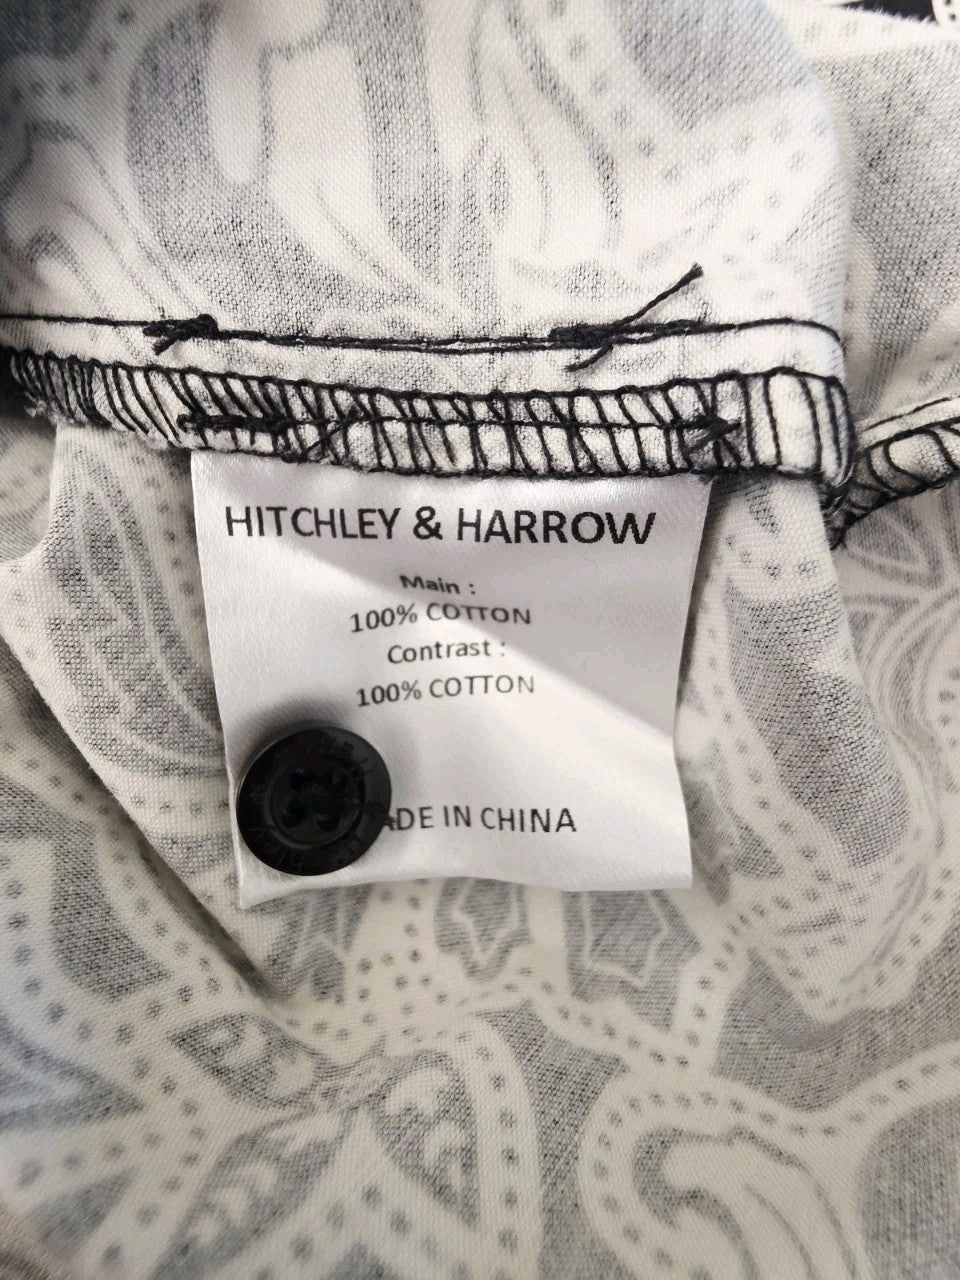 HITCHLEY & HARROW
Main :
100% COTTON
Contrast :
100% COTTON
ADE IN CHINA